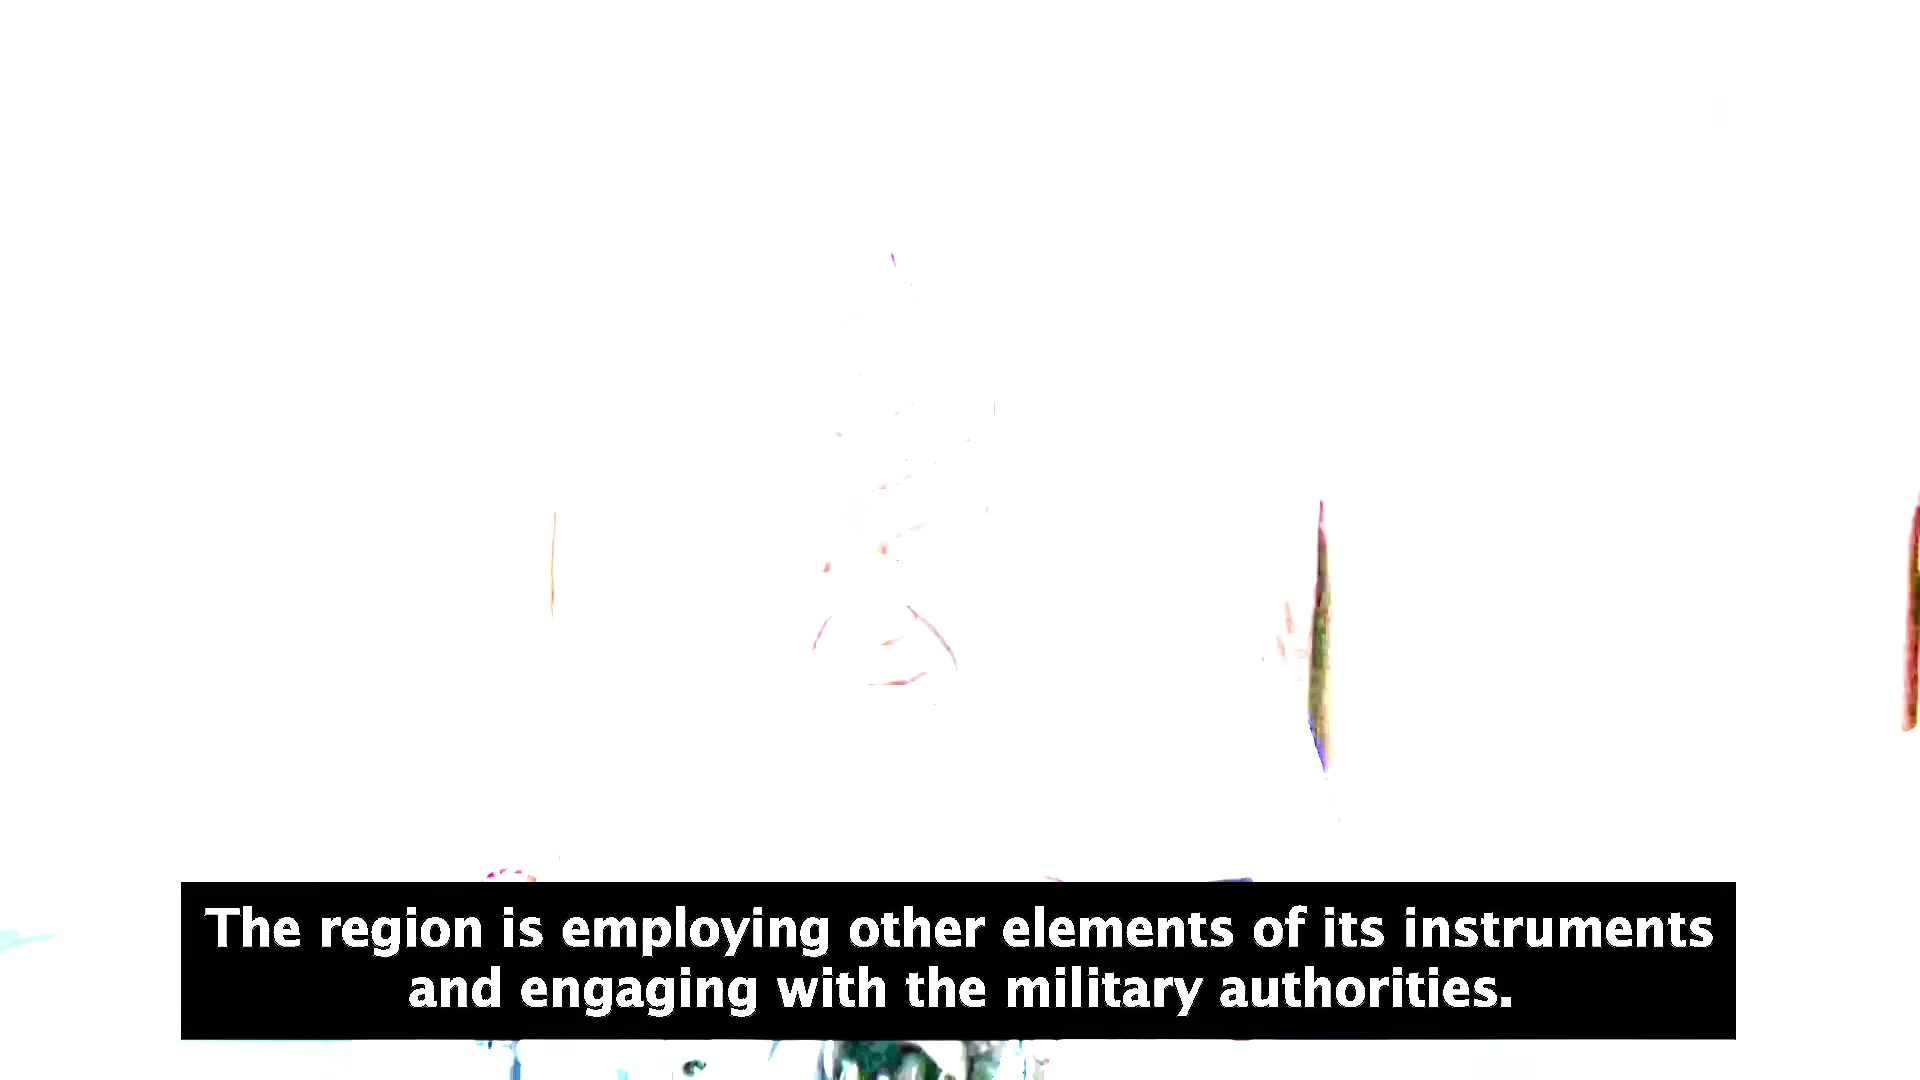 The region is employing other elements of its instruments
and engaging with the military authorities.